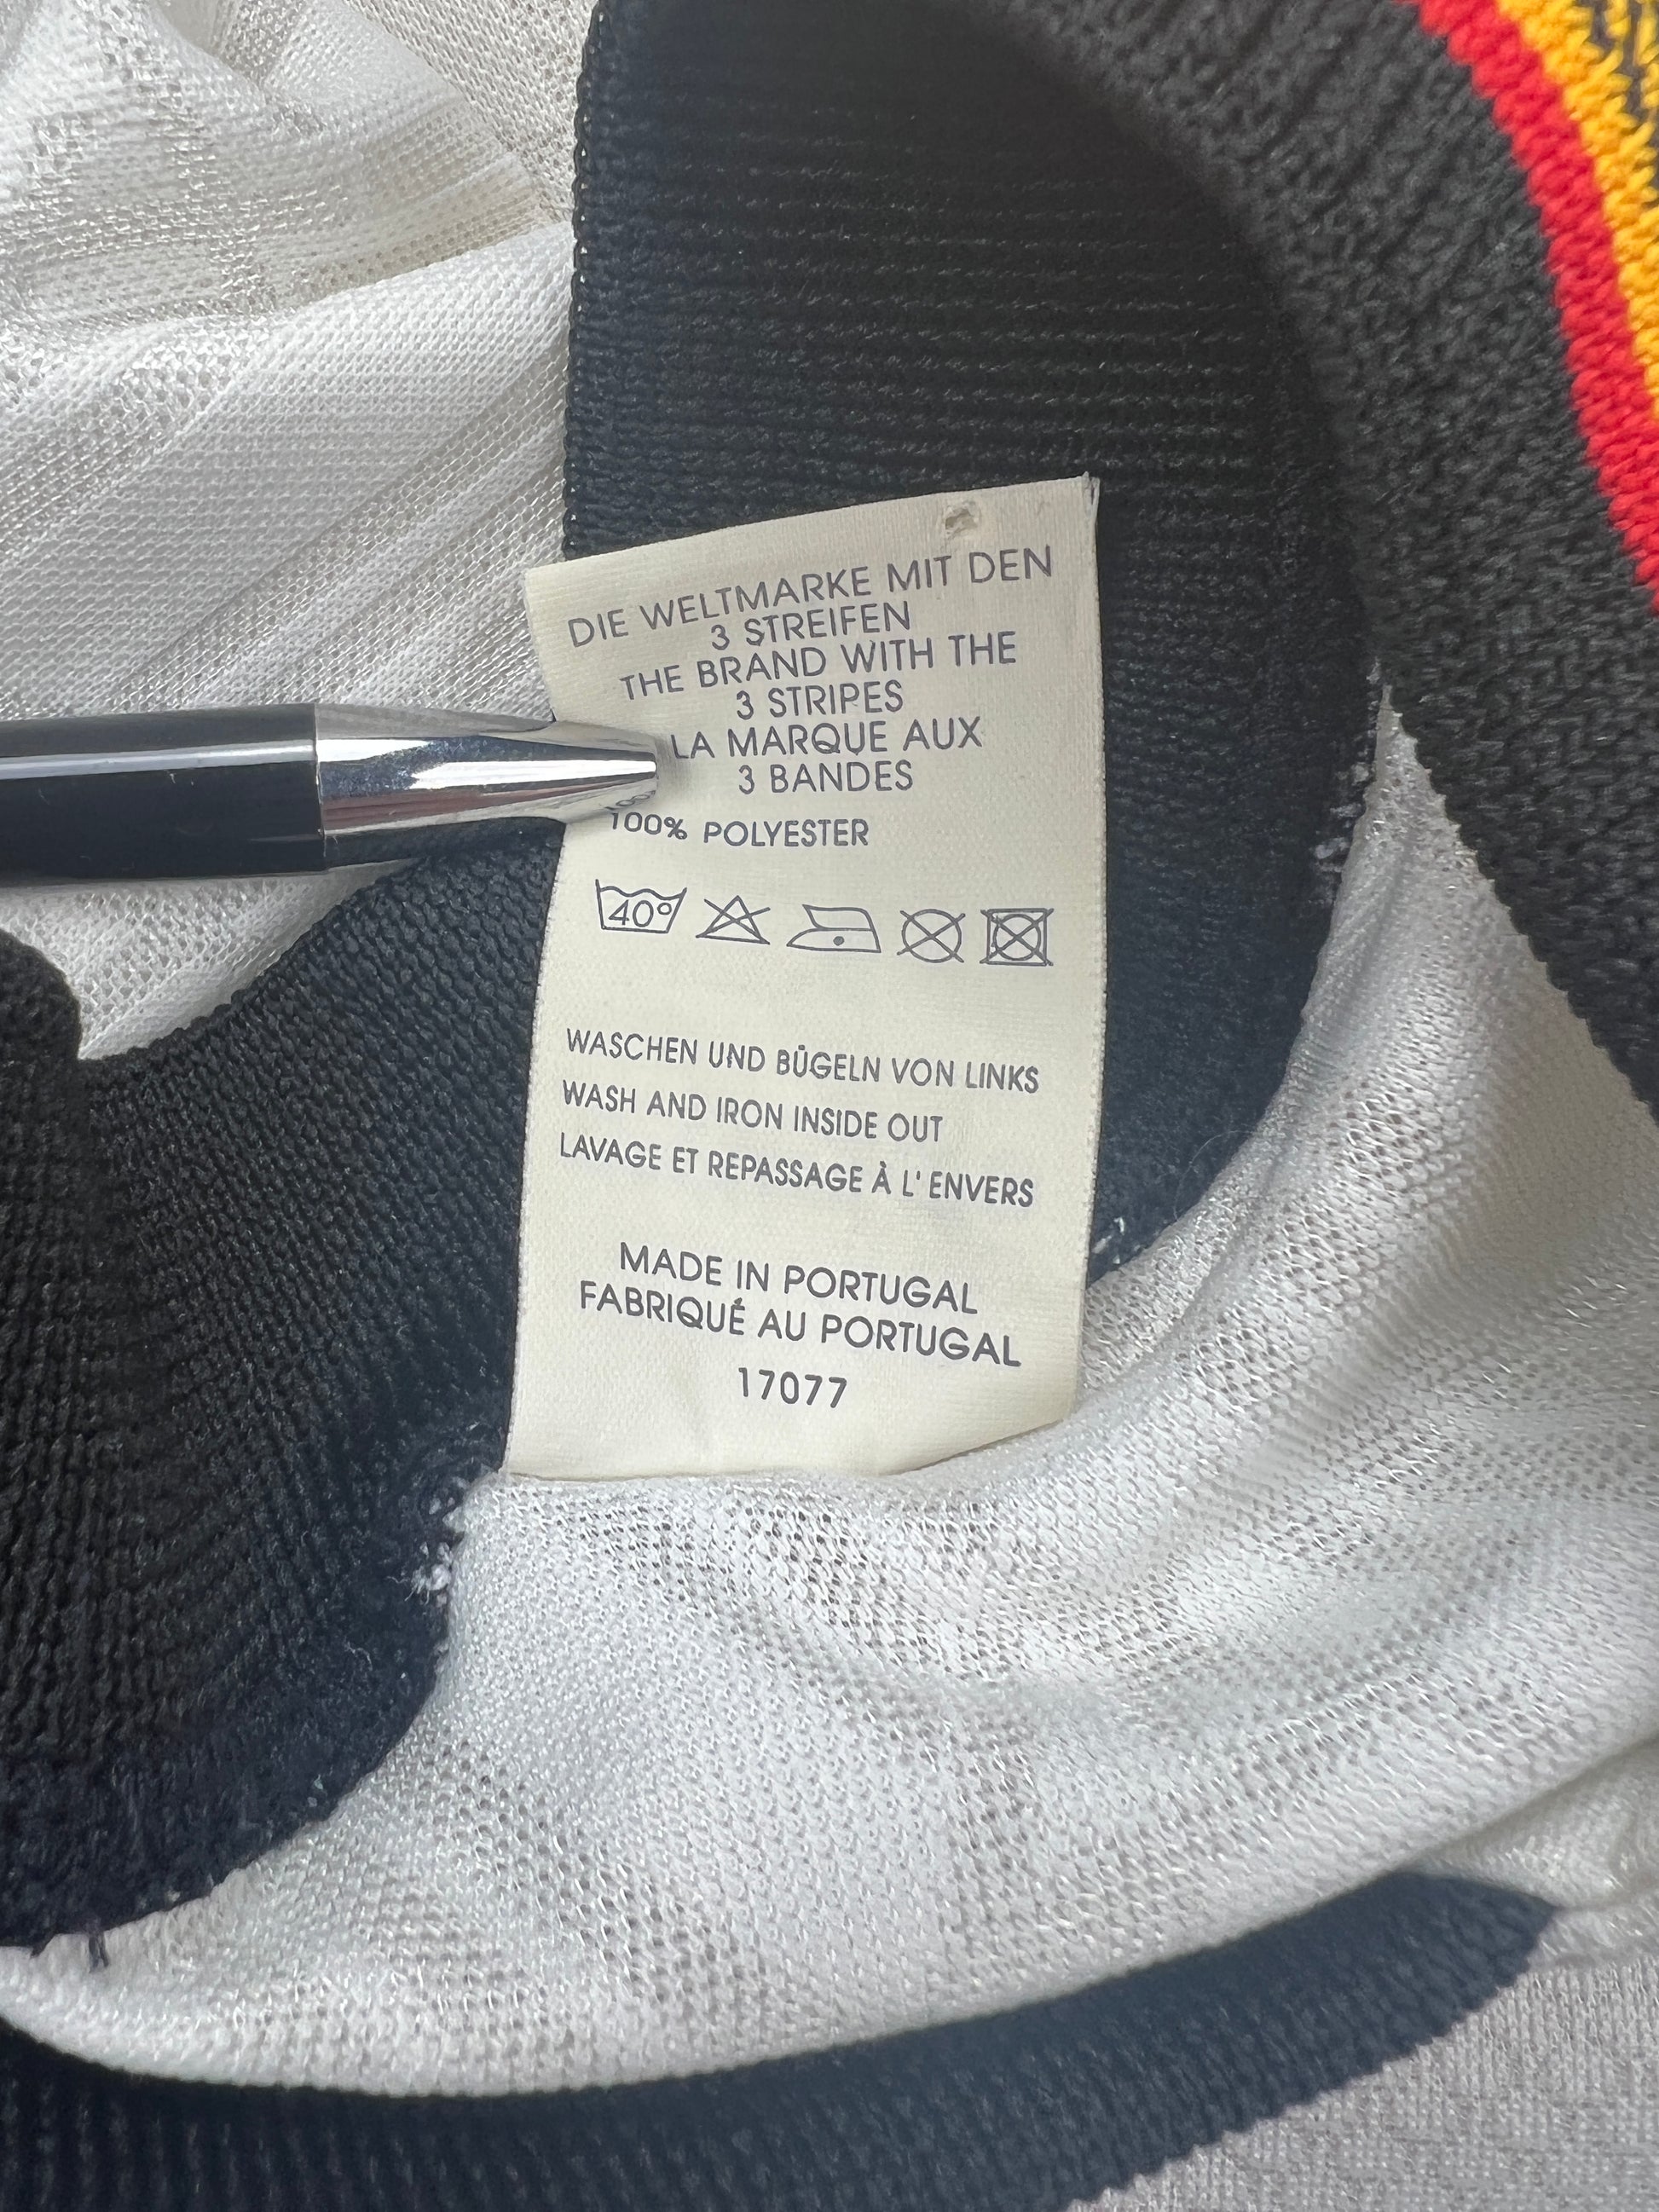 DIE WELTMARKE MIT DEN
3 STREIFEN
THE BRAND WITH THE
3 STRIPES
LA MARQUE AUX
3 BANDES
100% POLYESTER
40°
WASCHEN UND BÜGELN VON LINKS
WASH AND IRON INSIDE OUT
LAVAGE ET REPASSAGE À L' ENVERS
MADE IN PORTUGAL
FABRIQUÉ AU PORTUGAL
17077